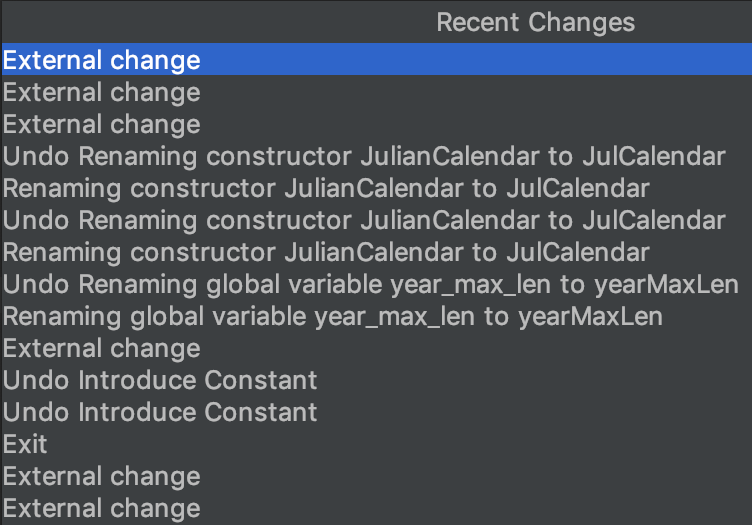 Recent Changes
External change
External change
External change
Undo Renaming constructor JulianCalendar to JulCalendar
Renaming constructor JulianCalendar to JulCalendar
Undo Renaming constructor JulianCalendar to JulCalendar
Renaming constructor JulianCalendar to JulCalendar
Undo Renaming global variable year_max_len to yearMaxLen
Renaming global variable year_max_len to yearMaxLen
External change
Undo Introduce Constant
Undo Introduce Constant
Exit
External change
External change